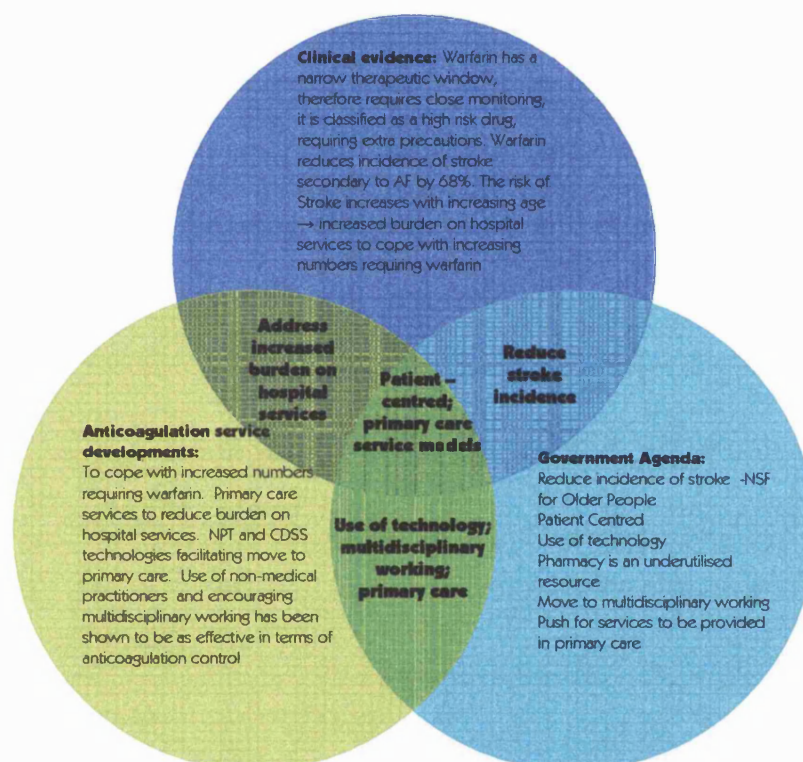 Clinical evidence: Warfarin has a
narrow therapeutic window,
therefore requires close monitoring,
it is classified as a high risk drug,
requiring extra precautions. Warfarin
reduces incidence of stroke
secondary to AF by 68%. The risk of
Stroke increases with increasing age
→ increased burden on hospital
services to cope with increasing
numbers requiring warfarin
Address
increased
burden on
hospital
services
Patient –
centred;
primary care
service models
Reduce
stroke
incidence
Anticoagulation service
developments:
To cope with increased numbers
requiring warfarin. Primary care
services to reduce burden on
hospital services. NPT and CDSS
technologies facilitating move to
primary care. Use of non-medical
practitioners and encouraging
multidisciplinary working has been
shown to be as effective in terms of
anticoagulation control
Use of technology;
multidisciplinary
working;
primary care
Government Agenda:
Reduce incidence of stroke -NSF
for Older People
Patient Centred
Use of technology
Pharmacy is an underutilised
resource
Move to multidisciplinary working
Push for services to be provided
in primary care